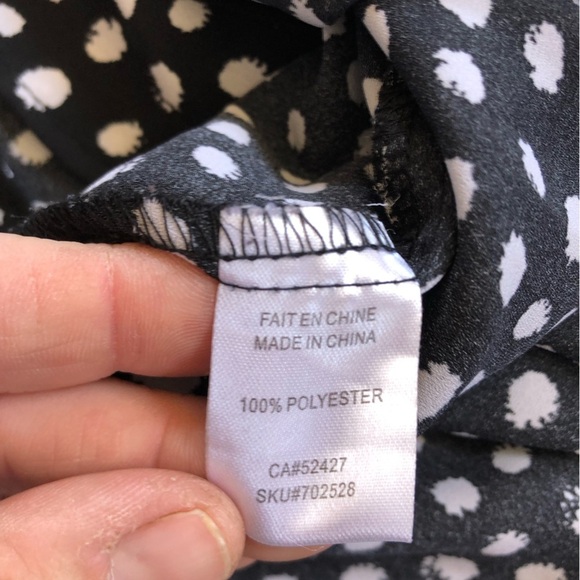 FAIT EN CHINE
MADE IN CHINA
100% POLYESTER
CA#52427
SKU#702528